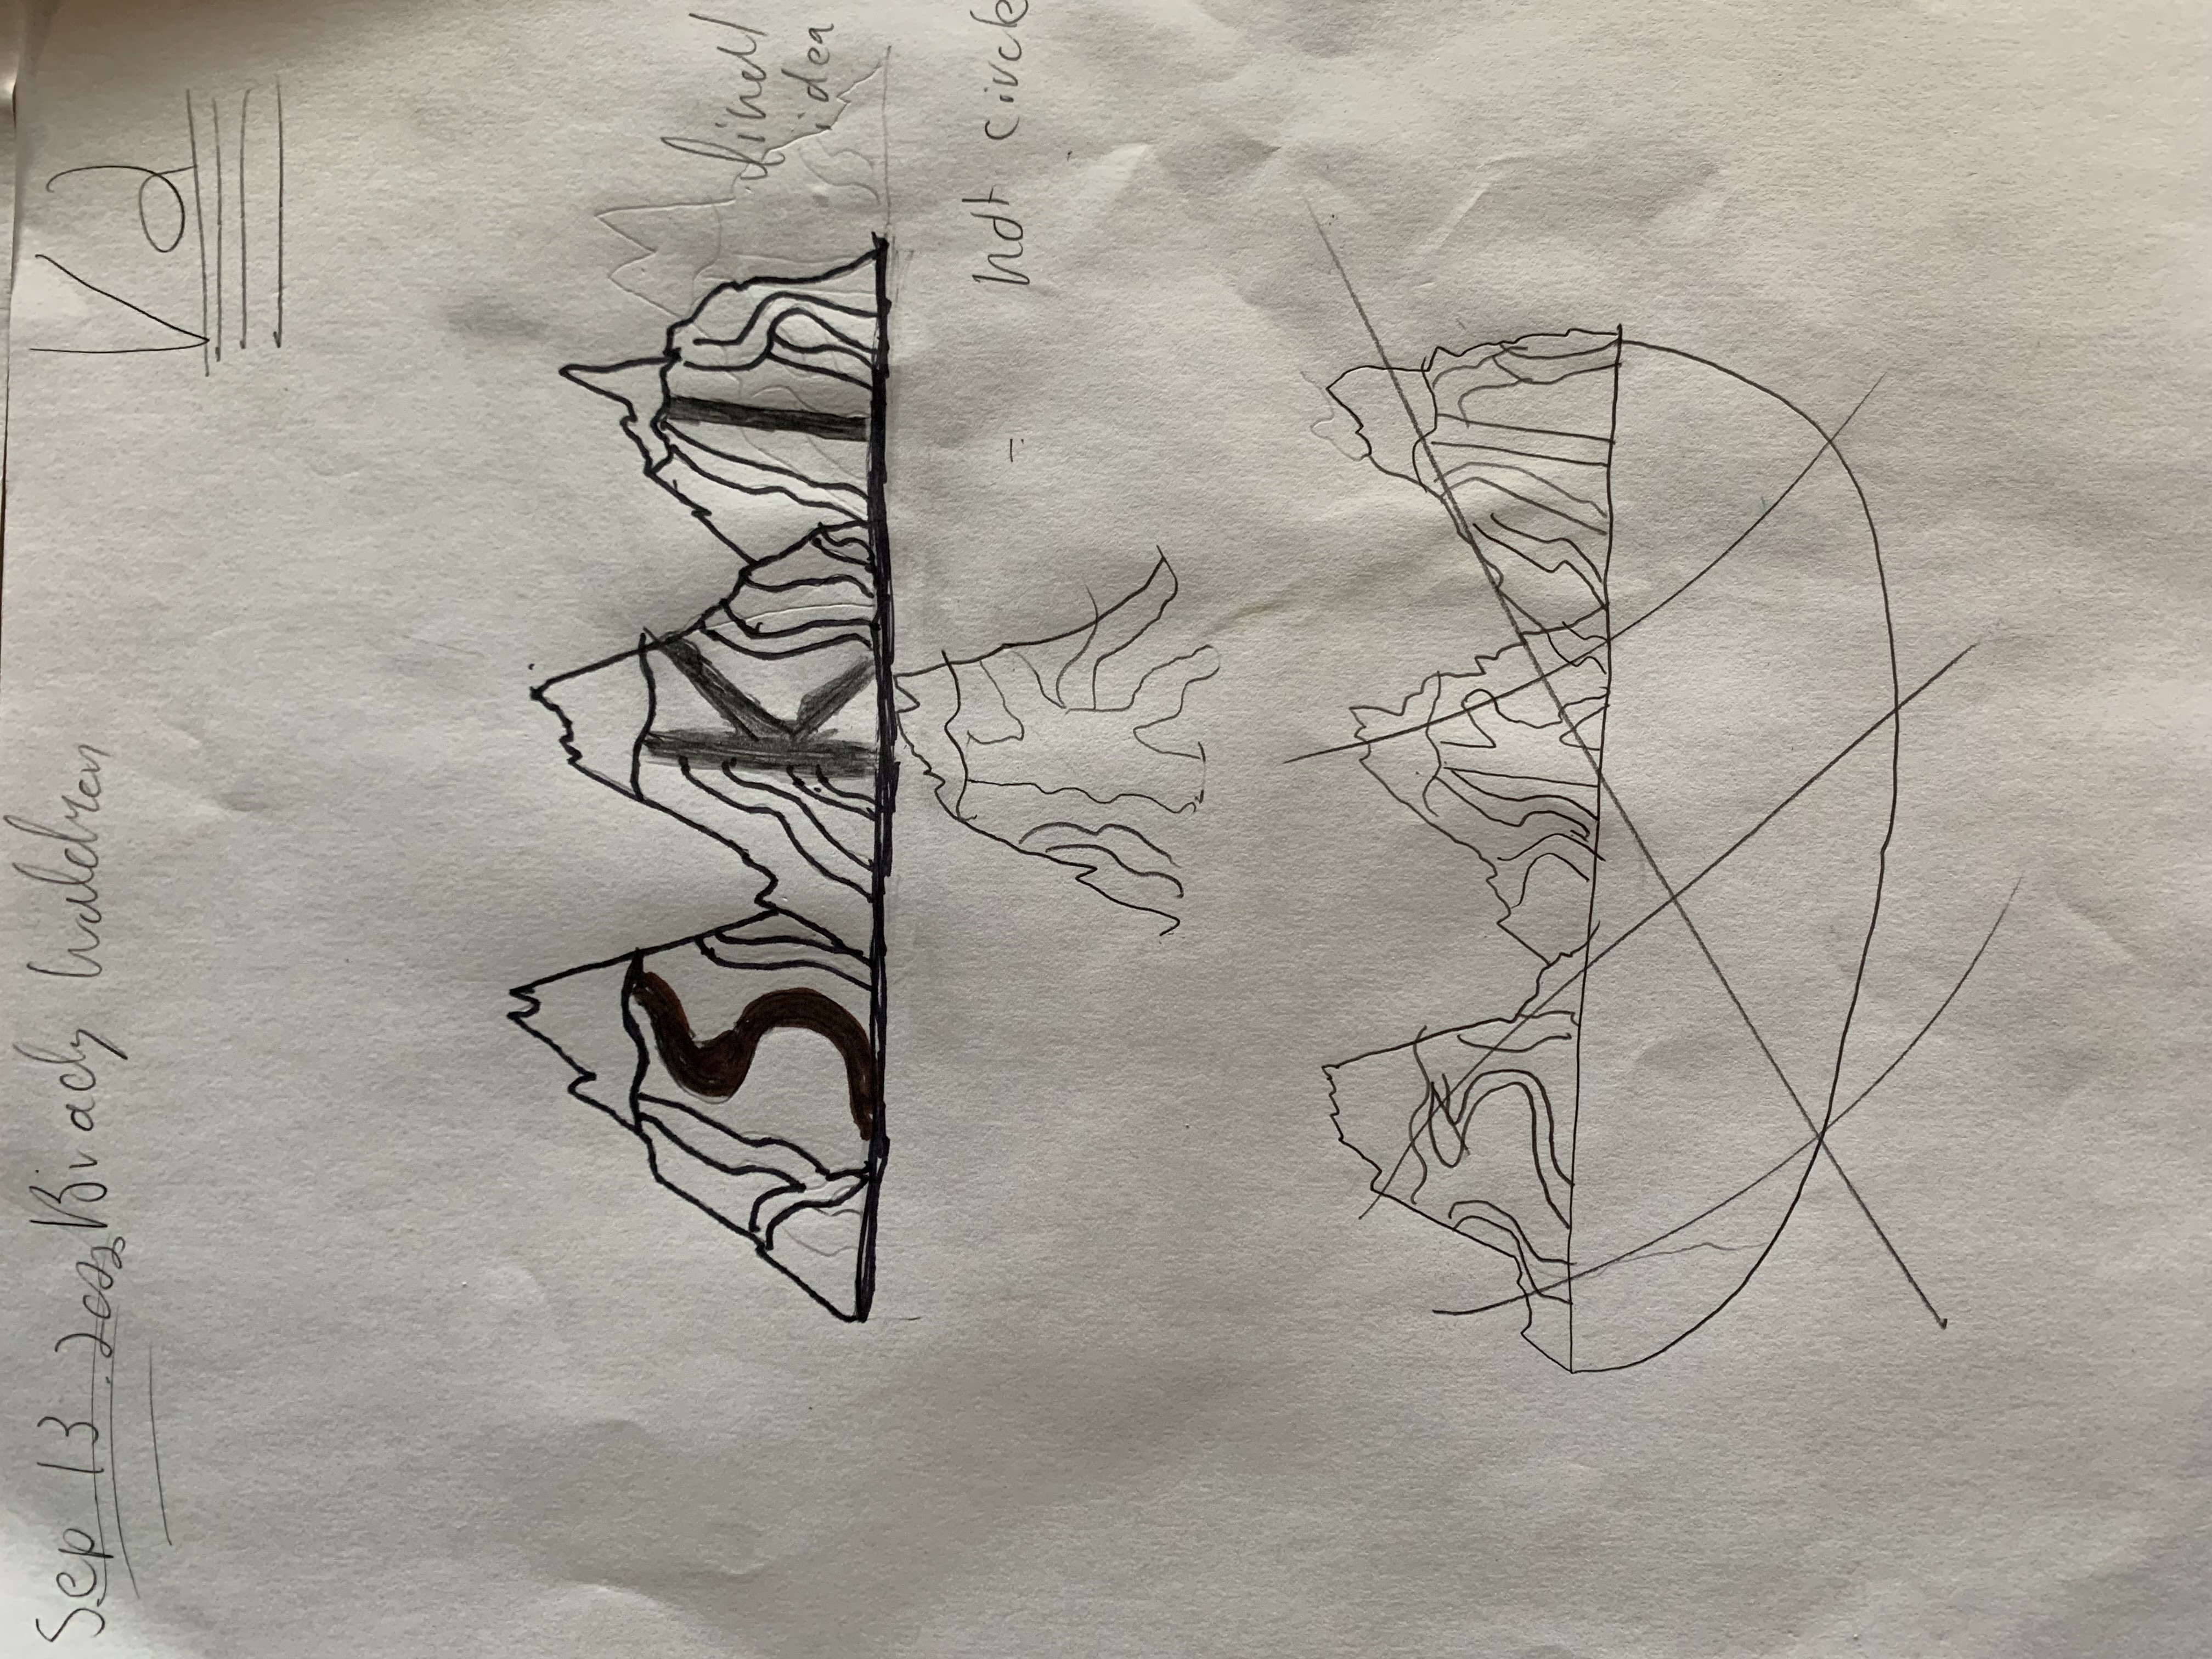 Sep 13 2022 Brady Waldron
V2
SKI
final
idea
not circle